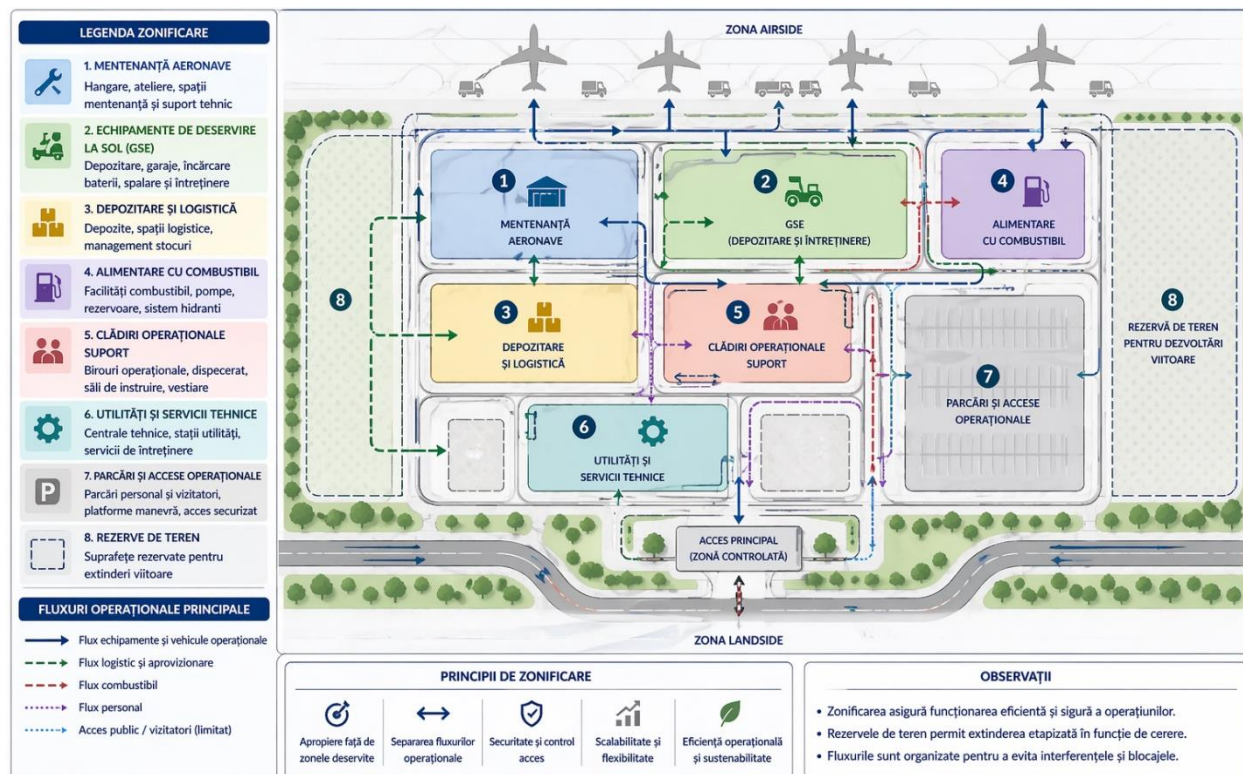 LEGENDA ZONIFICARE
1. MENTENANȚĂ AERONAVE
Hangare, ateliere, spații
mentenanță și suport tehnic
2. ECHIPAMENTE DE DESERVIRE
LA SOL (GSE)
Depozitare, garaje, încărcare
baterii, spalare și întreținere
3. DEPOZITARE ȘI LOGISTICĂ
Depozite, spații logistice,
management stocuri
4. ALIMENTARE CU COMBUSTIBIL
Facilități combustibil, pompe,
rezervoare, sistem hidranti
5. CLĂDIRI OPERAȚIONALE
SUPORT
Birouri operaționale, dispecerat,
săli de instruire, vestiare
6. UTILITĂȚI ȘI SERVICII TEHNICE
Centrale tehnice, stații utilități,
servicii de întreținere
7. PARCĂRI ȘI ACCESE OPERAȚIONALE
P
Parcări personal și vizitatori,
platforme manevră, acces securizat
8. REZERVE DE TEREN
Suprafețe rezervate pentru
extinderi viitoare
FLUXURI OPERAȚIONALE PRINCIPALE
Flux echipamente și vehicule operaționale
Flux logistic și aprovizionare
Flux combustibil
Flux personal
Acces public / vizitatori (limitat)
ZONA AIRSIDE
1
MENTENANȚĂ
AERONAVE
2
GSE
(DEPOZITARE ȘI ÎNTREȚINERE)
4
ALIMENTARE
CU COMBUSTIBIL
8
3
DEPOZITARE
ȘI LOGISTICĂ
5
CLĂDIRI OPERAȚIONALE
SUPORT
7
PARCĂRI ȘI ACCESE
OPERAȚIONALE
8
REZERVĂ DE TEREN
PENTRU DEZVOLTĂRI
VIITOARE
6
UTILITĂȚI ȘI
SERVICII TEHNICE
ACCES PRINCIPAL
(ZONĂ CONTROLATĂ)
ZONA LANDSIDE
PRINCIPII DE ZONIFICARE
Apropiere față de
zonele deservite
Separarea fluxurilor
operaționale
Securitate și control
acces
Scalabilitate și
flexibilitate
Eficiență operațională
și sustenabilitate
OBSERVAȚII
• Zonificarea asigură funcționarea eficientă și sigură a operațiunilor.
• Rezervele de teren permit extinderea etapizată în funcție de cerere.
• Fluxurile sunt organizate pentru a evita interferențele și blocajele.